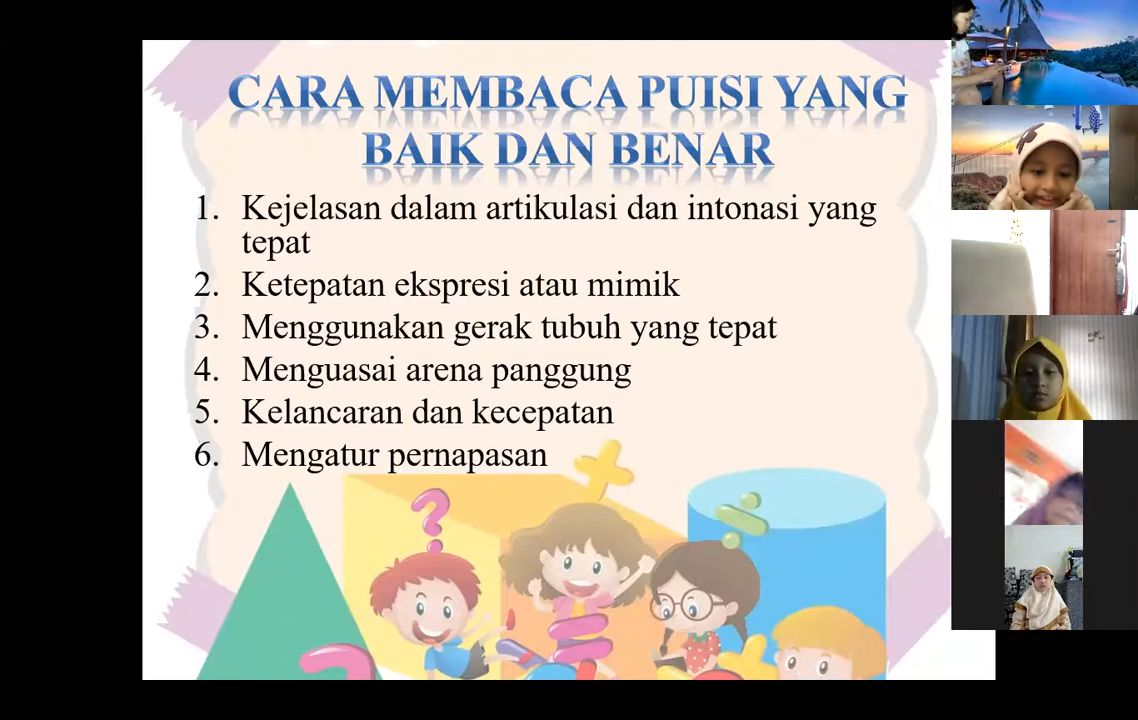 CARA MEMBACA PUISI YANG
BAIK DAN BENAR
1. Kejelasan dalam artikulasi dan intonasi yang
tepat
2. Ketepatan ekspresi atau mimik
3. Menggunakan gerak tubuh yang tepat
4. Menguasai arena panggung
5. Kelancaran dan kecepatan
6. Mengatur pernapasan